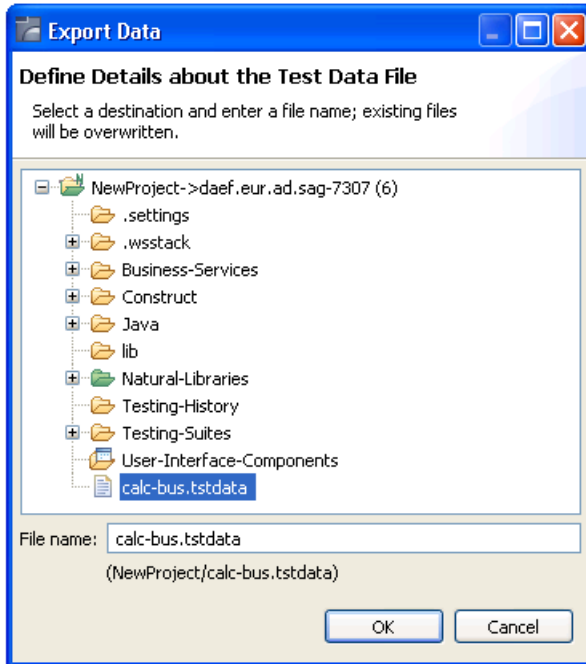 Export Data
Define Details about the Test Data File
Select a destination and enter a file name; existing files
will be overwritten.
NewProject->daef.eur.ad.sag-7307 (6)
.settings
.wsstack
Business-Services
Construct
Java
lib
Natural-Libraries
Testing-History
Testing-Suites
User-Interface-Components
calc-bus.tstdata
File name: calc-bus.tstdata
(NewProject/calc-bus.tstdata)
OK Cancel